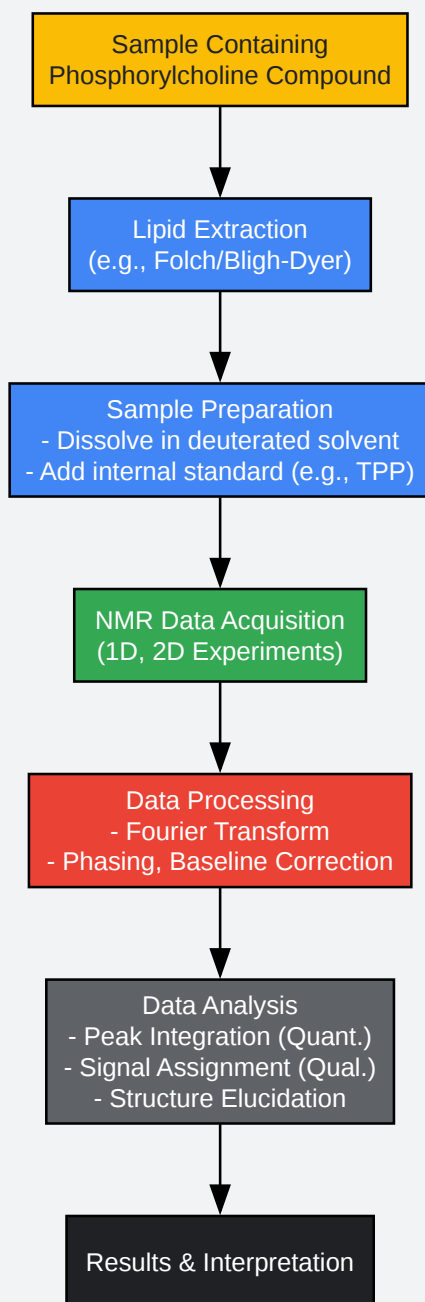 Sample Containing
Phosphorylcholine Compound
Lipid Extraction
(e.g., Folch/Bligh-Dyer)
Sample Preparation
- Dissolve in deuterated solvent
- Add internal standard (e.g., TPP)
NMR Data Acquisition
(1D, 2D Experiments)
Data Processing
- Fourier Transform
- Phasing, Baseline Correction
Data Analysis
- Peak Integration (Quant.)
- Signal Assignment (Qual.)
- Structure Elucidation
Results & Interpretation